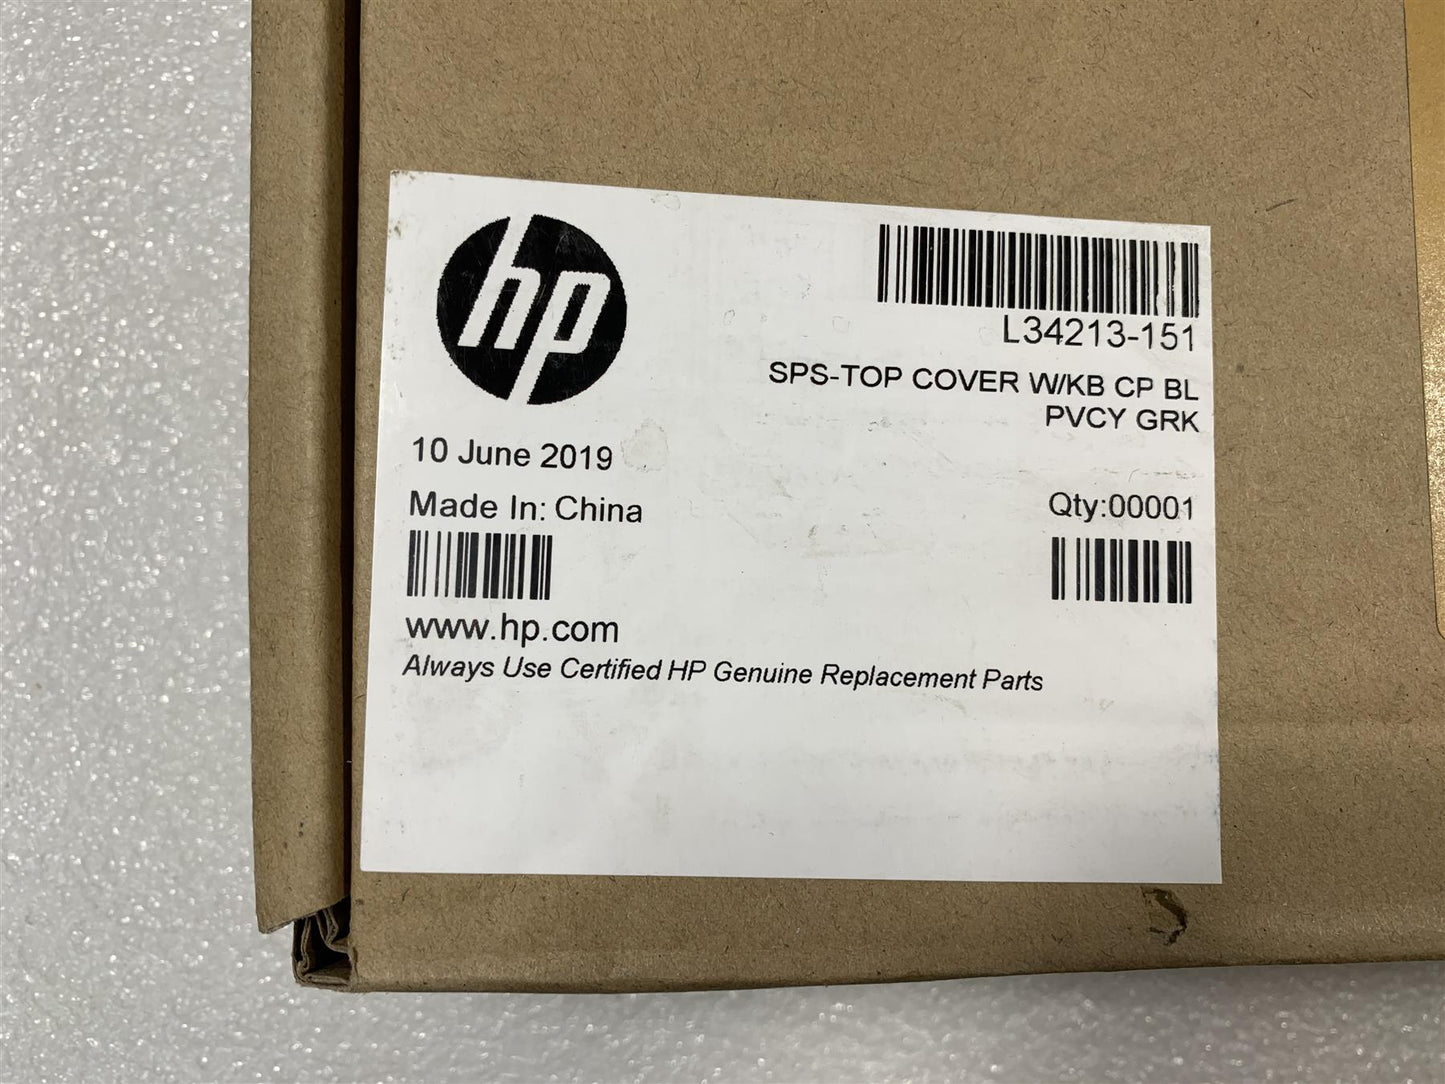 hp
L34213-151
SPS-TOP COVER W/KB CP BL
PVCY GRK
10 June 2019
Made In: China
Qty:00001
www.hp.com
Always Use Certified HP Genuine Replacement Parts